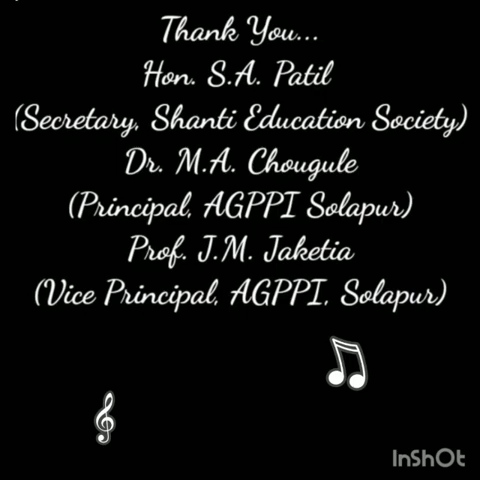 Thank You...
Hon. S.A. Patil
(Secretary, Shanti Education Society)
Dr. M.A. Chougule
(Principal, AGPPI Solapur)
Prof. J.M. Jaketia
(Vice Principal, AGPPI, Solapur)
InShOt